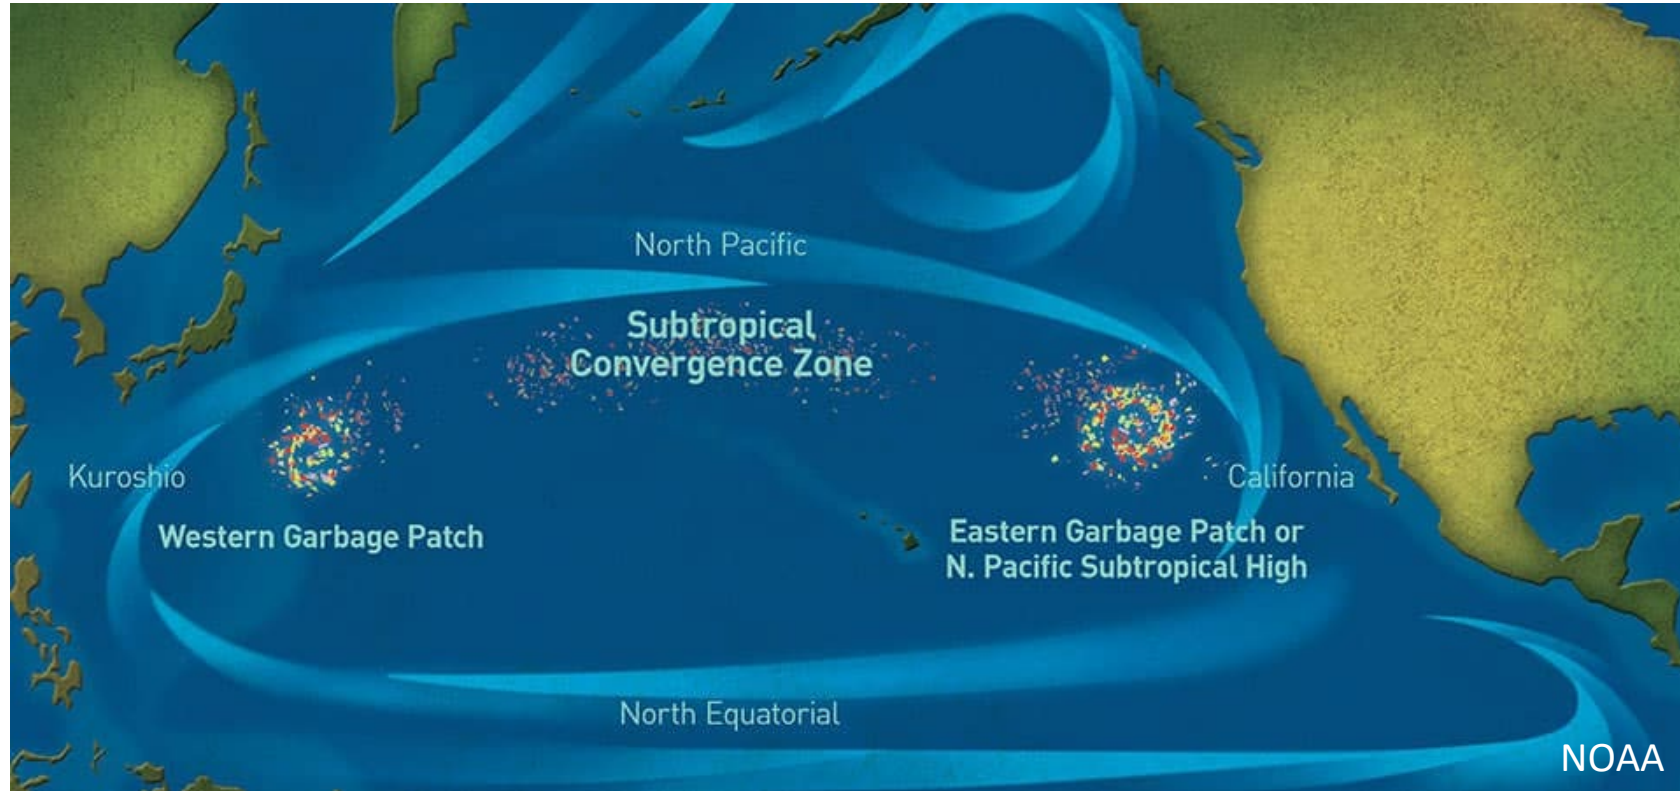 North Pacific
Subtropical
Convergence Zone
Kuroshio
California
Western Garbage Patch
Eastern Garbage Patch or
N. Pacific Subtropical High
North Equatorial
NOAA